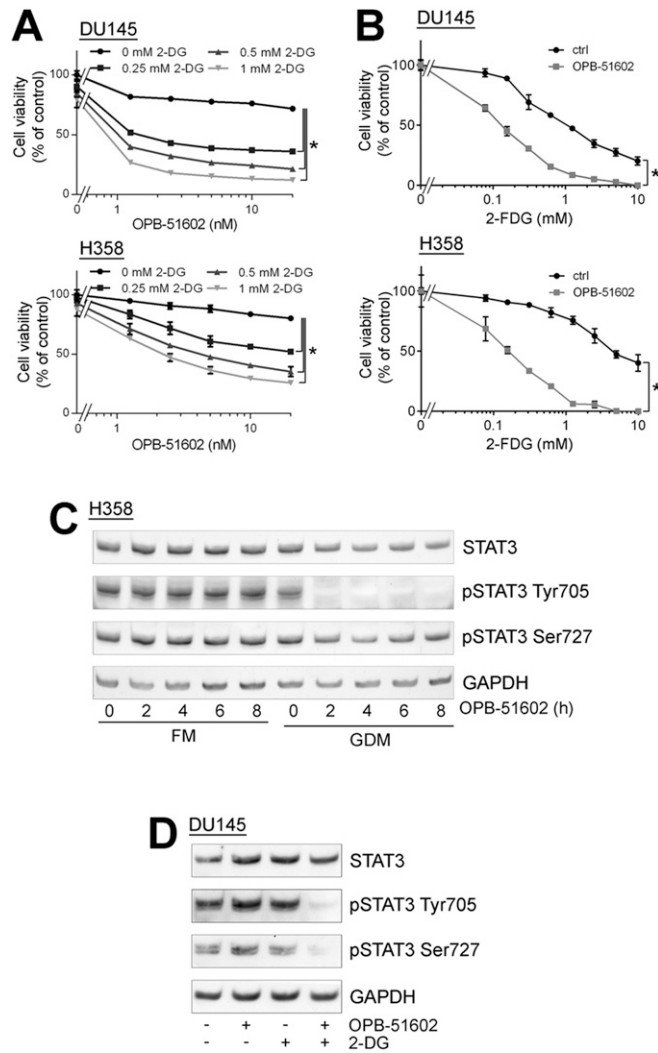 A
DU145
0 mM 2-DG
0.5 mM 2-DG
0.25 mM 2-DG
1 mM 2-DG
Cell viability
(% of control)
100
50
0
*
0
1
10
OPB-51602 (nM)
H358
0 mM 2-DG
0.5 mM 2-DG
0.25 mM 2-DG
1 mM 2-DG
Cell viability
(% of control)
100
50
0
*
0
1
10
OPB-51602 (nM)
B
DU145
ctrl
OPB-51602
Cell viability
(% of control)
100
50
0
*
0
0.1
1
10
2-FDG
(mM)
H358
ctrl
OPB-51602
Cell viability
(% of control)
100
50
0
*
0
0.1
1
10
2-FDG
(mM)
C
H358
STAT3
pSTAT3 Tyr705
pSTAT3 Ser727
GAPDH
0 2 4 6 8 0 2 4 6 8 OPB-51602 (h)
FM GDM
D
DU145
STAT3
pSTAT3 Tyr705
pSTAT3 Ser727
GAPDH
- + - + OPB-51602
- - + + 2-DG